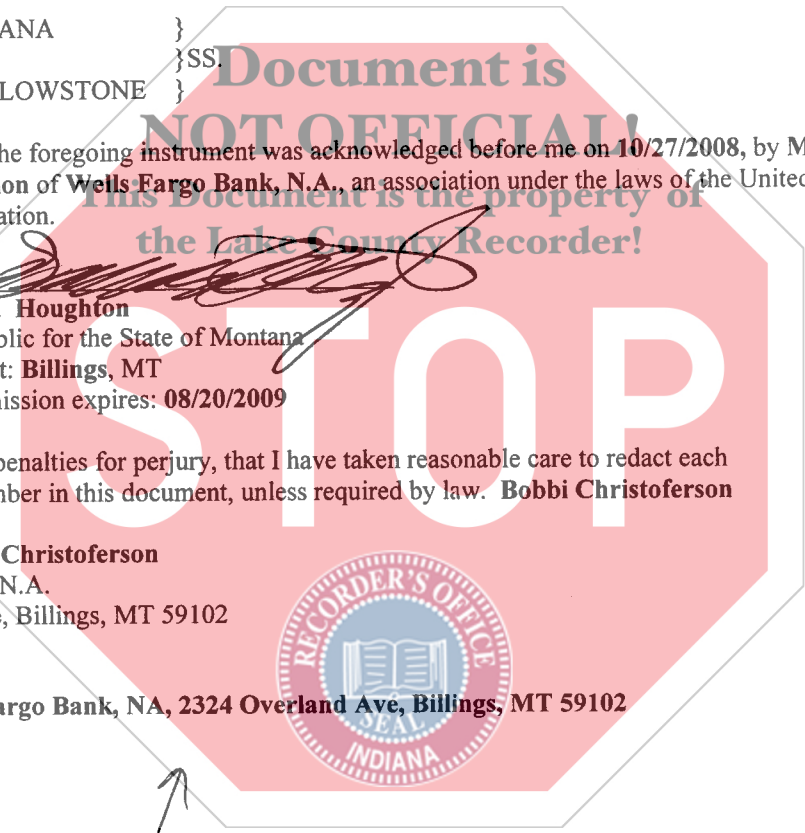 ANA }
}SS.
LOWSTONE }
Document is
NOT OFFICIAL!
This Document is the property of
the Lake County Recorder!
he foregoing instrument was acknowledged before me on 10/27/2008, by M
on of Wells Fargo Bank, N.A., an association under the laws of the United
ation.
Houghton
blic for the State of Montana
t: Billings, MT
ission expires: 08/20/2009
STOP
penalties for perjury, that I have taken reasonable care to redact each
mber in this document, unless required by law. Bobbi Christoferson
Christoferson
N.A.
, Billings, MT 59102
argo Bank, NA, 2324 Overland Ave, Billings, MT 59102
RECORDER'S OFFICE
SEAL
INDIANA